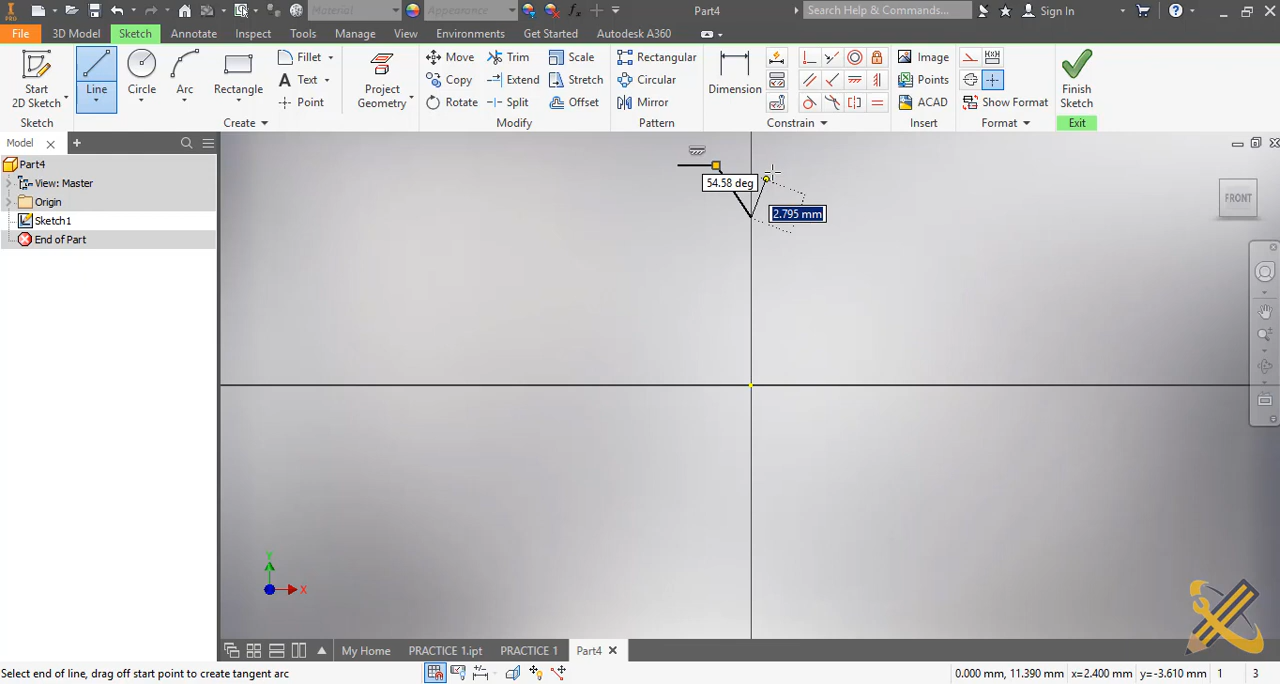 PRO
Material
Appearance
fx
Part4
Search Help & Commands...
Sign In
File
3D Model
Sketch
Annotate
Inspect
Tools
Manage
View
Environments
Get Started
Autodesk A360
Start
2D Sketch
Line
Circle
Arc
Rectangle
Fillet
Text
Point
Project
Geometry
Move
Copy
Rotate
Trim
Extend
Split
Scale
Stretch
Offset
Rectangular
Circular
Mirror
Dimension
Image
Points
ACAD
Show Format
Finish
Sketch
Sketch
Create
Modify
Pattern
Constrain
Insert
Format
Exit
Model
Part4
View: Master
Origin
Sketch1
End of Part
54.58 deg
2.795 mm
FRONT
Y
X
My Home
PRACTICE 1.ipt
PRACTICE 1
Part4
Select end of line, drag off start point to create tangent arc
0.000 mm, 11.390 mm
x=2.400 mm
y=-3.610 mm
1
3